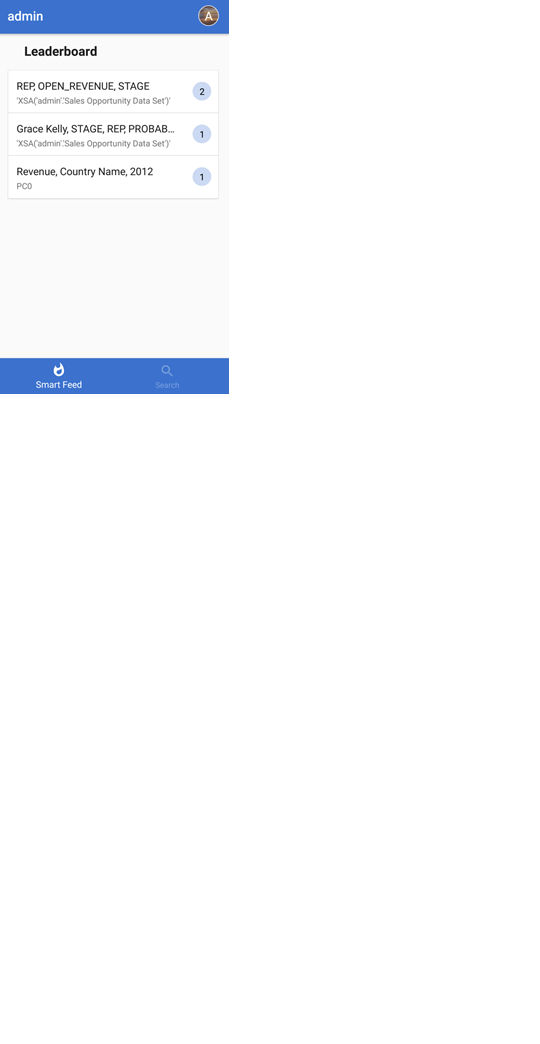 admin
A
Leaderboard
REP, OPEN_REVENUE, STAGE
'XSA('admin'.'Sales Opportunity Data Set')'
2
Grace Kelly, STAGE, REP, PROBAB...
'XSA('admin'.'Sales Opportunity Data Set')'
1
Revenue, Country Name, 2012
PC0
1
Smart Feed
Search